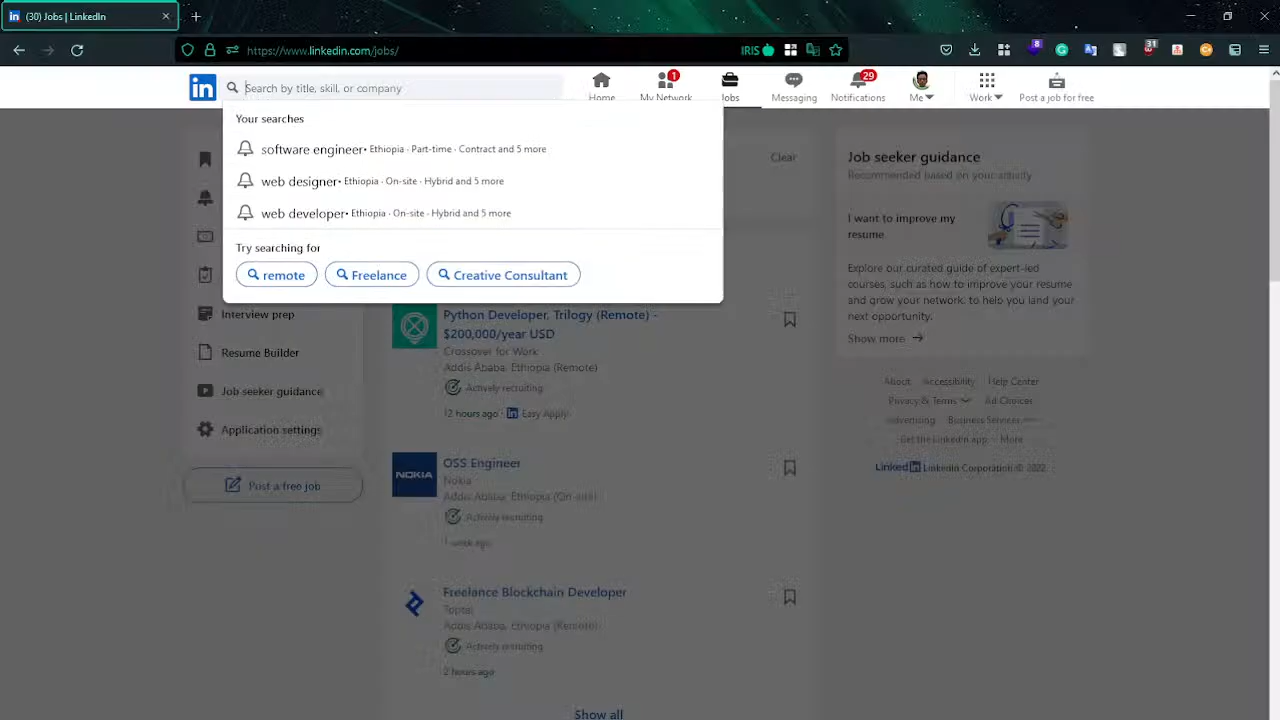 (30) Jobs | LinkedIn
https://www.linkedin.com/jobs/
IRIS
8
31
in
Search by title, skill, or company
Home
1
My Network
Jobs
Messaging
29
Notifications
Me
Work
Post a job for free
Your searches
software engineer• Ethiopia · Part-time · Contract and 5 more
web designer• Ethiopia · On-site · Hybrid and 5 more
web developer• Ethiopia · On-site · Hybrid and 5 more
Try searching for
remote
Freelance
Creative Consultant
Clear
Interview prep
Resume Builder
Job seeker guidance
Application settings
Post a free job
Python Developer, Trilogy (Remote) -
$200,000/year USD
Crossover for Work
Addis Ababa, Ethiopia (Remote)
Actively recruiting
12 hours ago · in Easy Apply
NOKIA
OSS Engineer
Nokia
Addis Ababa, Ethiopia (On-site)
Actively recruiting
1 week ago
Freelance Blockchain Developer
Toptal
Addis Ababa, Ethiopia (Remote)
Actively recruiting
2 hours ago
Show all
Job seeker guidance
Recommended based on your activity
I want to improve my
resume
Explore our curated guide of expert-led
courses, such as how to improve your resume
and grow your network, to help you land your
next opportunity.
Show more
About Accessibility Help Center
Privacy & Terms Ad Choices
Advertising Business Services
Get the LinkedIn app More
LinkedIn LinkedIn Corporation © 2022